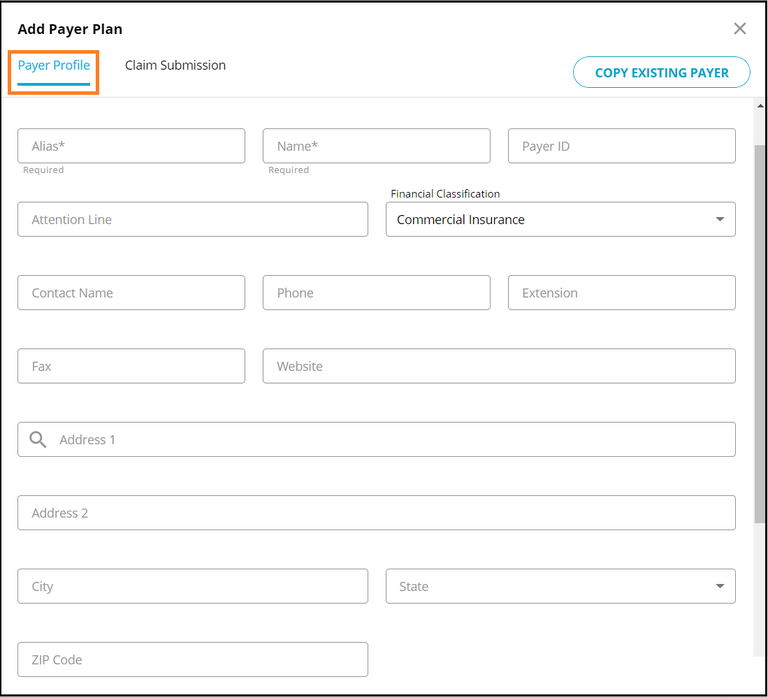 Add Payer Plan
Payer Profile Claim Submission
COPY EXISTING PAYER
Alias* Name* Payer ID
Required Required
Financial Classification
Attention Line Commercial Insurance
Contact Name Phone Extension
Fax Website
Address 1
Address 2
City State
ZIP Code